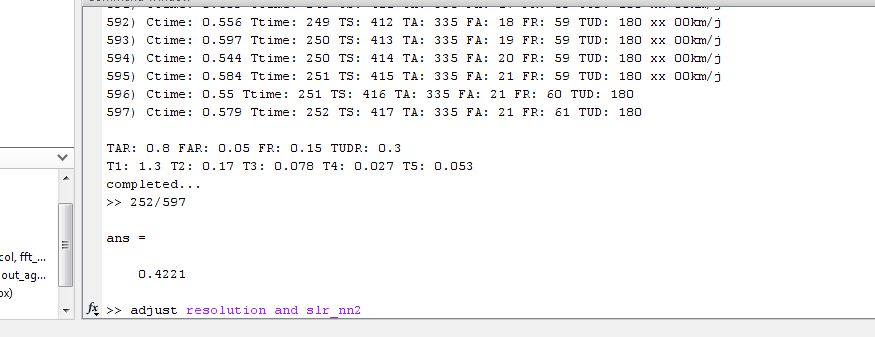 592) Ctime: 0.556 Ttime: 249 TS: 412 TA: 335 FA: 18 FR: 59 TUD: 180 xx OOkm/j
593) Ctime: 0.597 Ttime: 250 TS: 413 TA: 335 FA: 19 FR: 59 TUD: 180 xx OOkm/j
594) Ctime: 0.544 Ttime: 250 TS: 414 TA: 335 FA: 20 FR: 59 TUD: 180 xx OOkm/j
595) Ctime: 0.584 Ttime: 251 TS: 415 TA: 335 FA: 21 FR: 59 TUD: 180 xx OOkm/j
596) Ctime: 0.55 Ttime: 251 TS: 416 TA: 335 FA: 21 FR: 60 TUD: 180
597) Ctime: 0.579 Ttime: 252 TS: 417 TA: 335 FA: 21 FR: 61 TUD: 180
TAR: 0.8 FAR: 0.05 FR: 0.15 TUDR: 0.3
T1: 1.3 T2: 0.17 T3: 0.078 T4: 0.027 T5: 0.053
completed...
>> 252/597
ans =
0.4221
fx >> adjust resolution and slr_nn2
col, fft_...
out_ag...
ox)